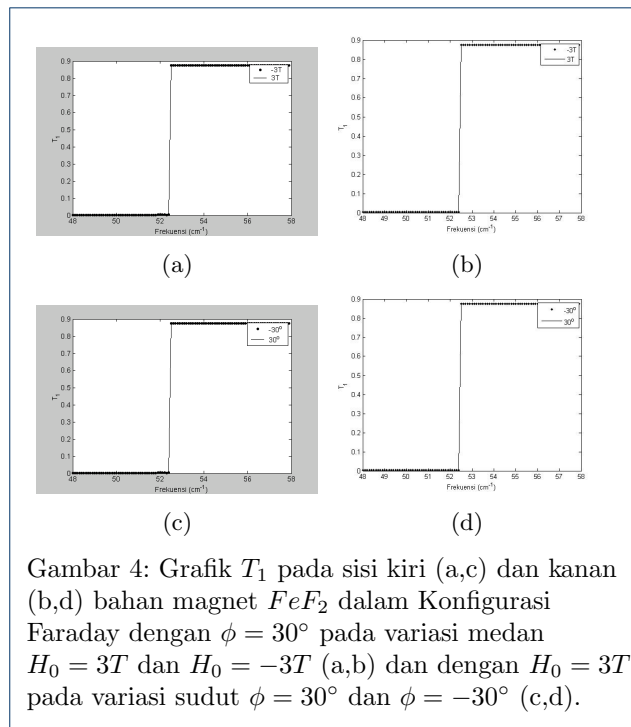 0.9
0.8
0.7
0.6
0.5
0.4
0.3
0.2
0.1
0
T₁
-3T
3T
48 50 52 54 56 58
Frekuensi (cm⁻¹)
(a)
0.9
0.8
0.7
0.6
0.5
0.4
0.3
0.2
0.1
0
T₁
-3T
3T
48 49 50 51 52 53 54 55 56 57 58
Frekuensi (cm⁻¹)
(b)
0.9
0.8
0.7
0.6
0.5
0.4
0.3
0.2
0.1
0
T₁
-30⁰
30⁰
48 50 52 54 56 58
Frekuensi (cm⁻¹)
(c)
0.9
0.8
0.7
0.6
0.5
0.4
0.3
0.2
0.1
0
T₁
-30⁰
30⁰
48 49 50 51 52 53 54 55 56 57 58
Frekuensi (cm⁻¹)
(d)
Gambar 4: Grafik T₁ pada sisi kiri (a,c) dan kanan
(b,d) bahan magnet FeF₂ dalam Konfigurasi
Faraday dengan ϕ = 30° pada variasi medan
H₀ = 3T dan H₀ = −3T (a,b) dan dengan H₀ = 3T
pada variasi sudut ϕ = 30° dan ϕ = −30° (c,d).